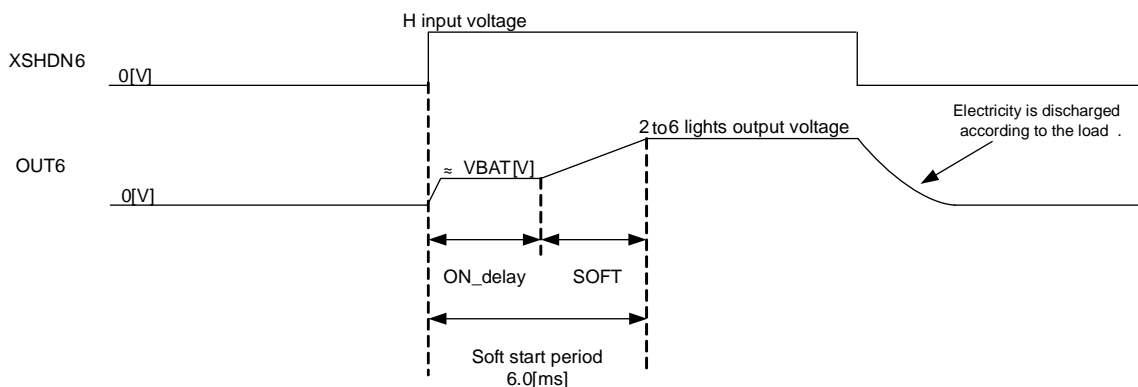 H input voltage
XSHDN6
0[V]
Electricity is discharged
according to the load .
2 to6 lights output voltage
OUT6
≈ VBAT[V]
0[V]
ON_delay
SOFT
Soft start period
6.0[ms]